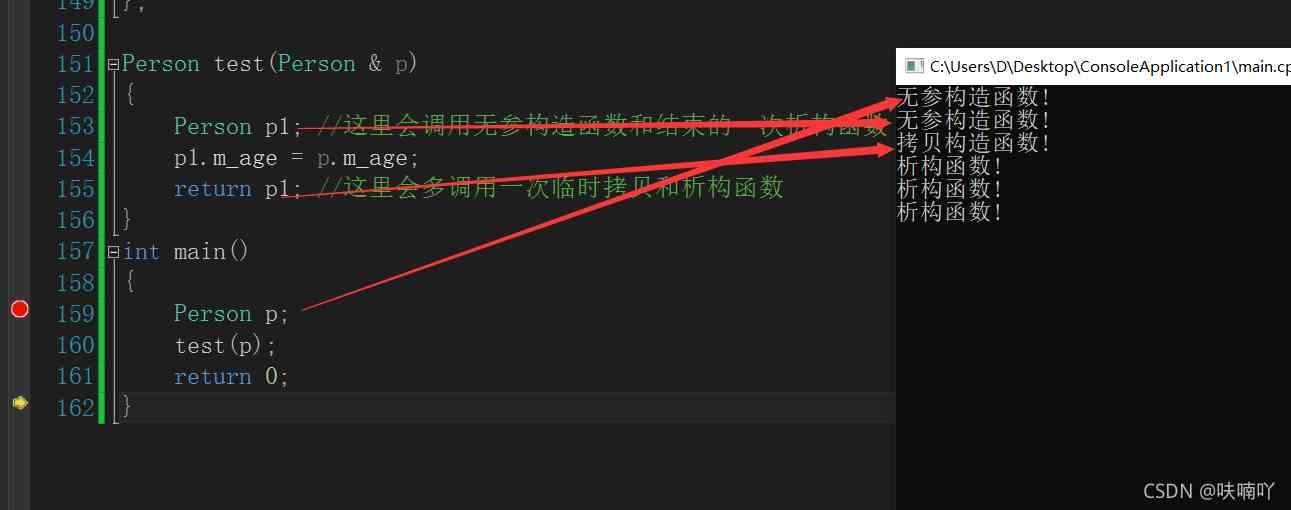 149 };
150
151 Person test(Person & p)
152 {
153 Person p1; //这里会调用无参构造函数和结束的一次析构函数
154 p1.m_age = p.m_age;
155 return p1; //这里会多调用一次临时拷贝和析构函数
156 }
157 int main()
158 {
159 Person p;
160 test(p);
161 return 0;
162 }
C:\Users\D\Desktop\ConsoleApplication1\main.cp
无参构造函数!
无参构造函数!
拷贝构造函数!
析构函数!
析构函数!
析构函数!
CSDN @呋喃吖